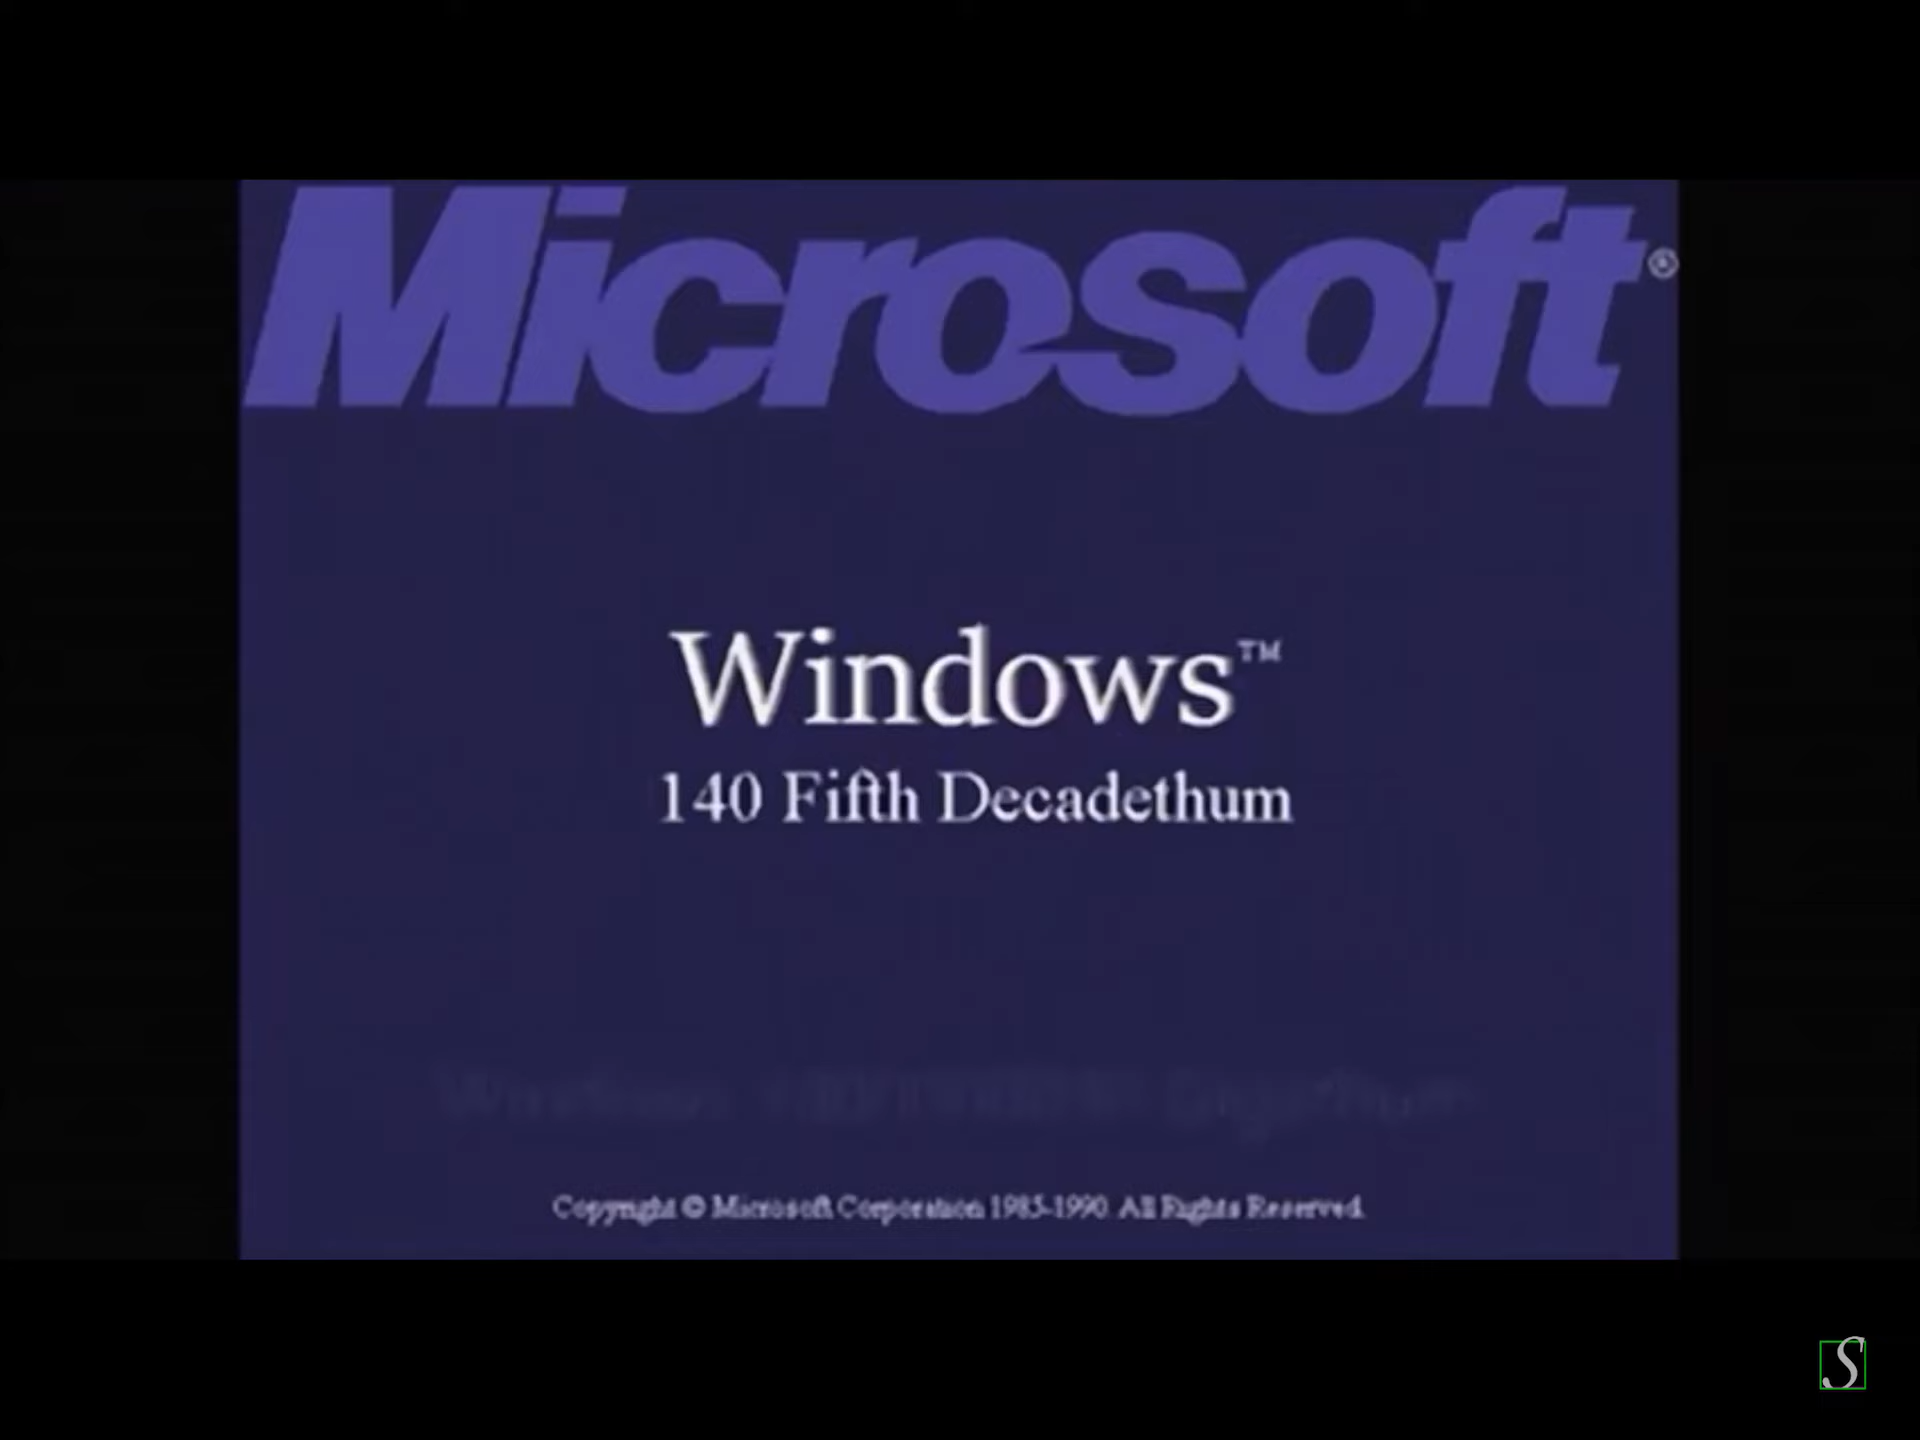 Microsoft®
Windows™
140 Fifth Decadethum
Copyright © Microsoft Corporation 1985-1990. All Rights Reserved.
S